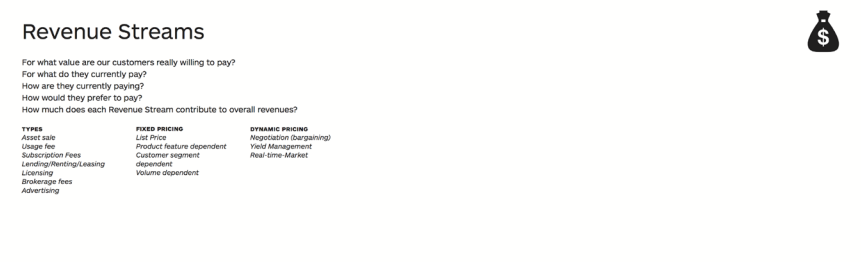 Revenue Streams
$
For what value are our customers really willing to pay?
For what do they currently pay?
How are they currently paying?
How would they prefer to pay?
How much does each Revenue Stream contribute to overall revenues?
TYPES
Asset sale
Usage fee
Subscription Fees
Lending/Renting/Leasing
Licensing
Brokerage fees
Advertising
FIXED PRICING
List Price
Product feature dependent
Customer segment
dependent
Volume dependent
DYNAMIC PRICING
Negotiation (bargaining)
Yield Management
Real-time-Market